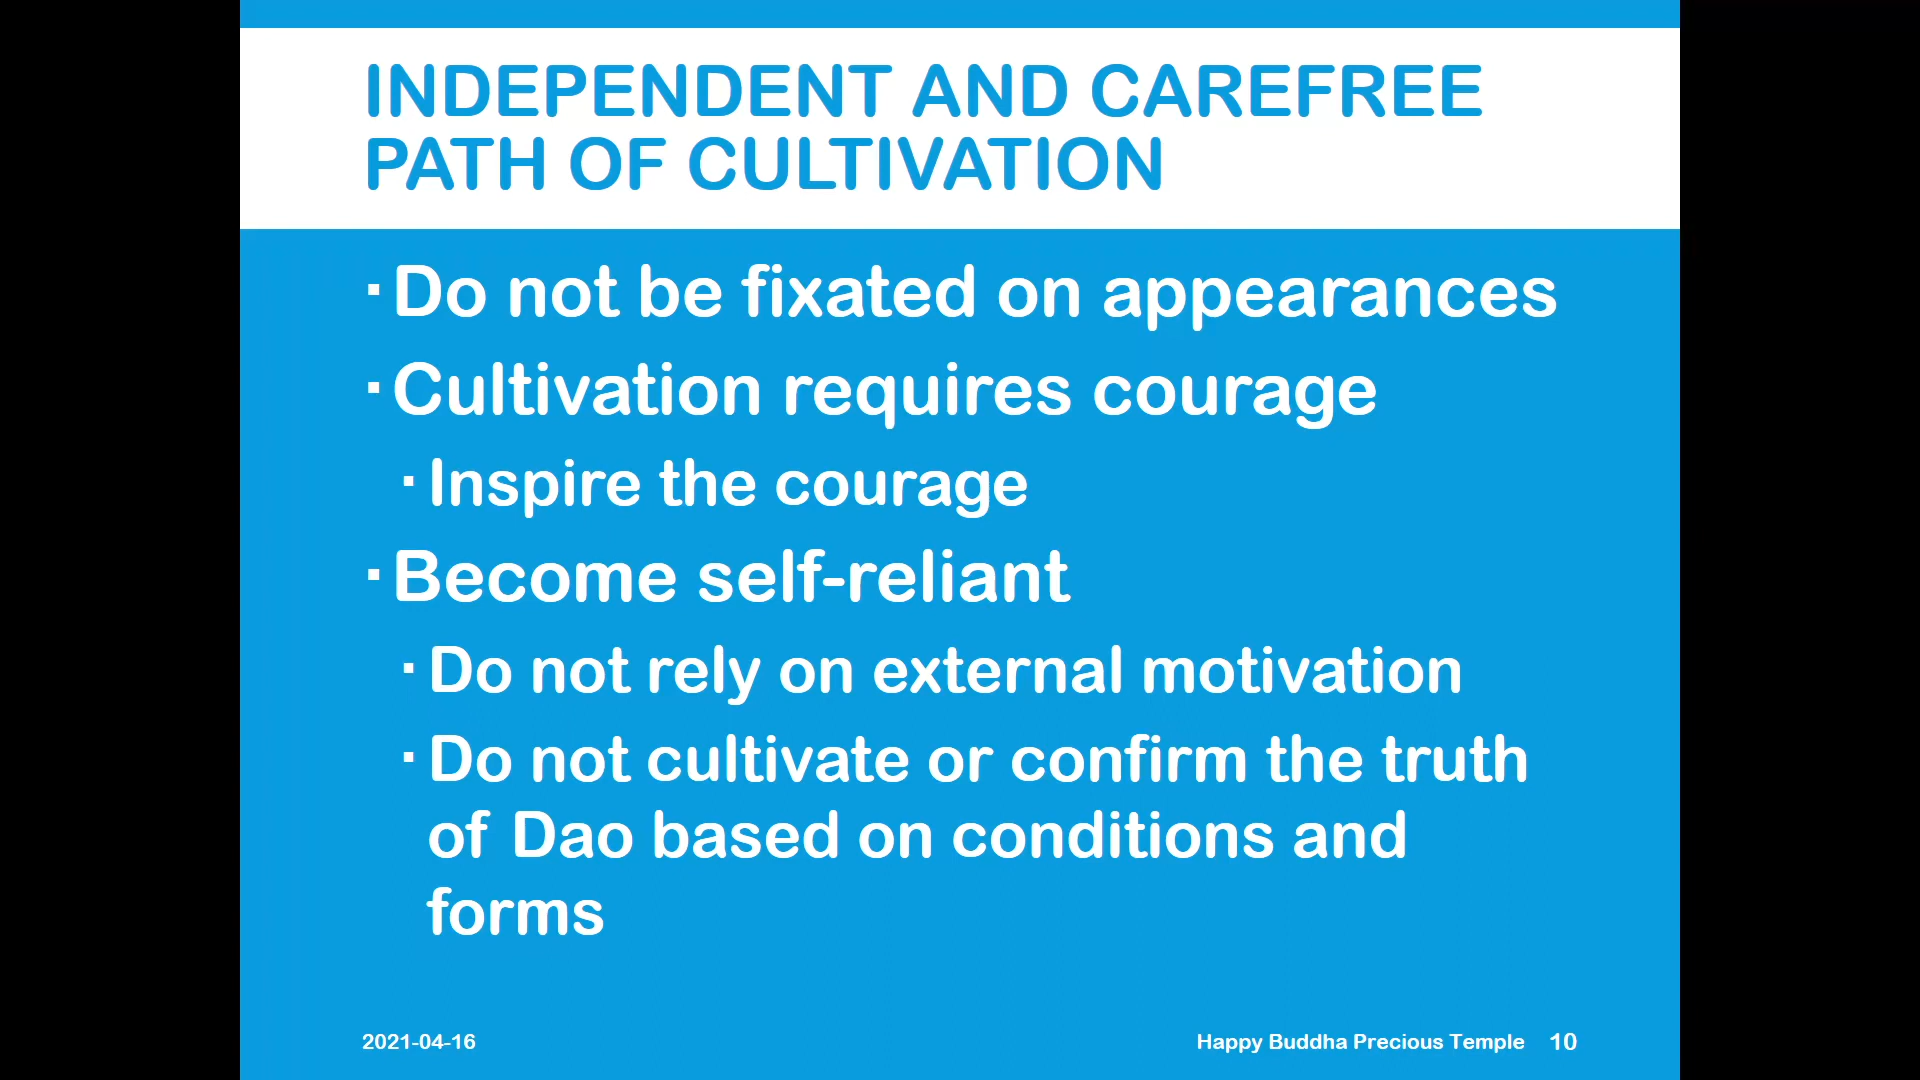 INDEPENDENT AND CAREFREE
PATH OF CULTIVATION
▪ Do not be fixated on appearances
▪ Cultivation requires courage
▪ Inspire the courage
▪ Become self-reliant
▪ Do not rely on external motivation
▪ Do not cultivate or confirm the truth
of Dao based on conditions and
forms
2021-04-16
Happy Buddha Precious Temple 10